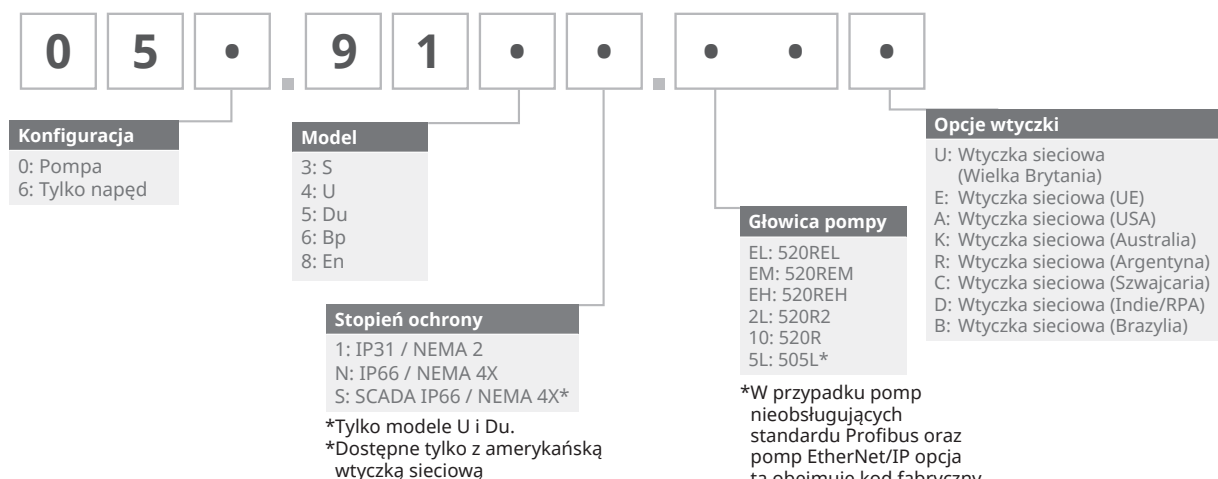 0 5 • . 9 1 • • . • • •
Konfiguracja
0: Pompa
6: Tylko napęd
Model
3: S
4: U
5: Du
6: Bp
8: En
Stopień ochrony
1: IP31 / NEMA 2
N: IP66 / NEMA 4X
S: SCADA IP66 / NEMA 4X*
*Tylko modele U i Du.
*Dostępne tylko z amerykańską
wtyczką sieciową
Głowica pompy
EL: 520REL
EM: 520REM
EH: 520REH
2L: 520R2
10: 520R
5L: 505L*
*W przypadku pomp
nieobsługujących
standardu Profibus oraz
pomp EtherNet/IP opcja
ta obejmuje kod fabryczny
Opcje wtyczki
U: Wtyczka sieciowa
(Wielka Brytania)
E: Wtyczka sieciowa (UE)
A: Wtyczka sieciowa (USA)
K: Wtyczka sieciowa (Australia)
R: Wtyczka sieciowa (Argentyna)
C: Wtyczka sieciowa (Szwajcaria)
D: Wtyczka sieciowa (Indie/RPA)
B: Wtyczka sieciowa (Brazylia)